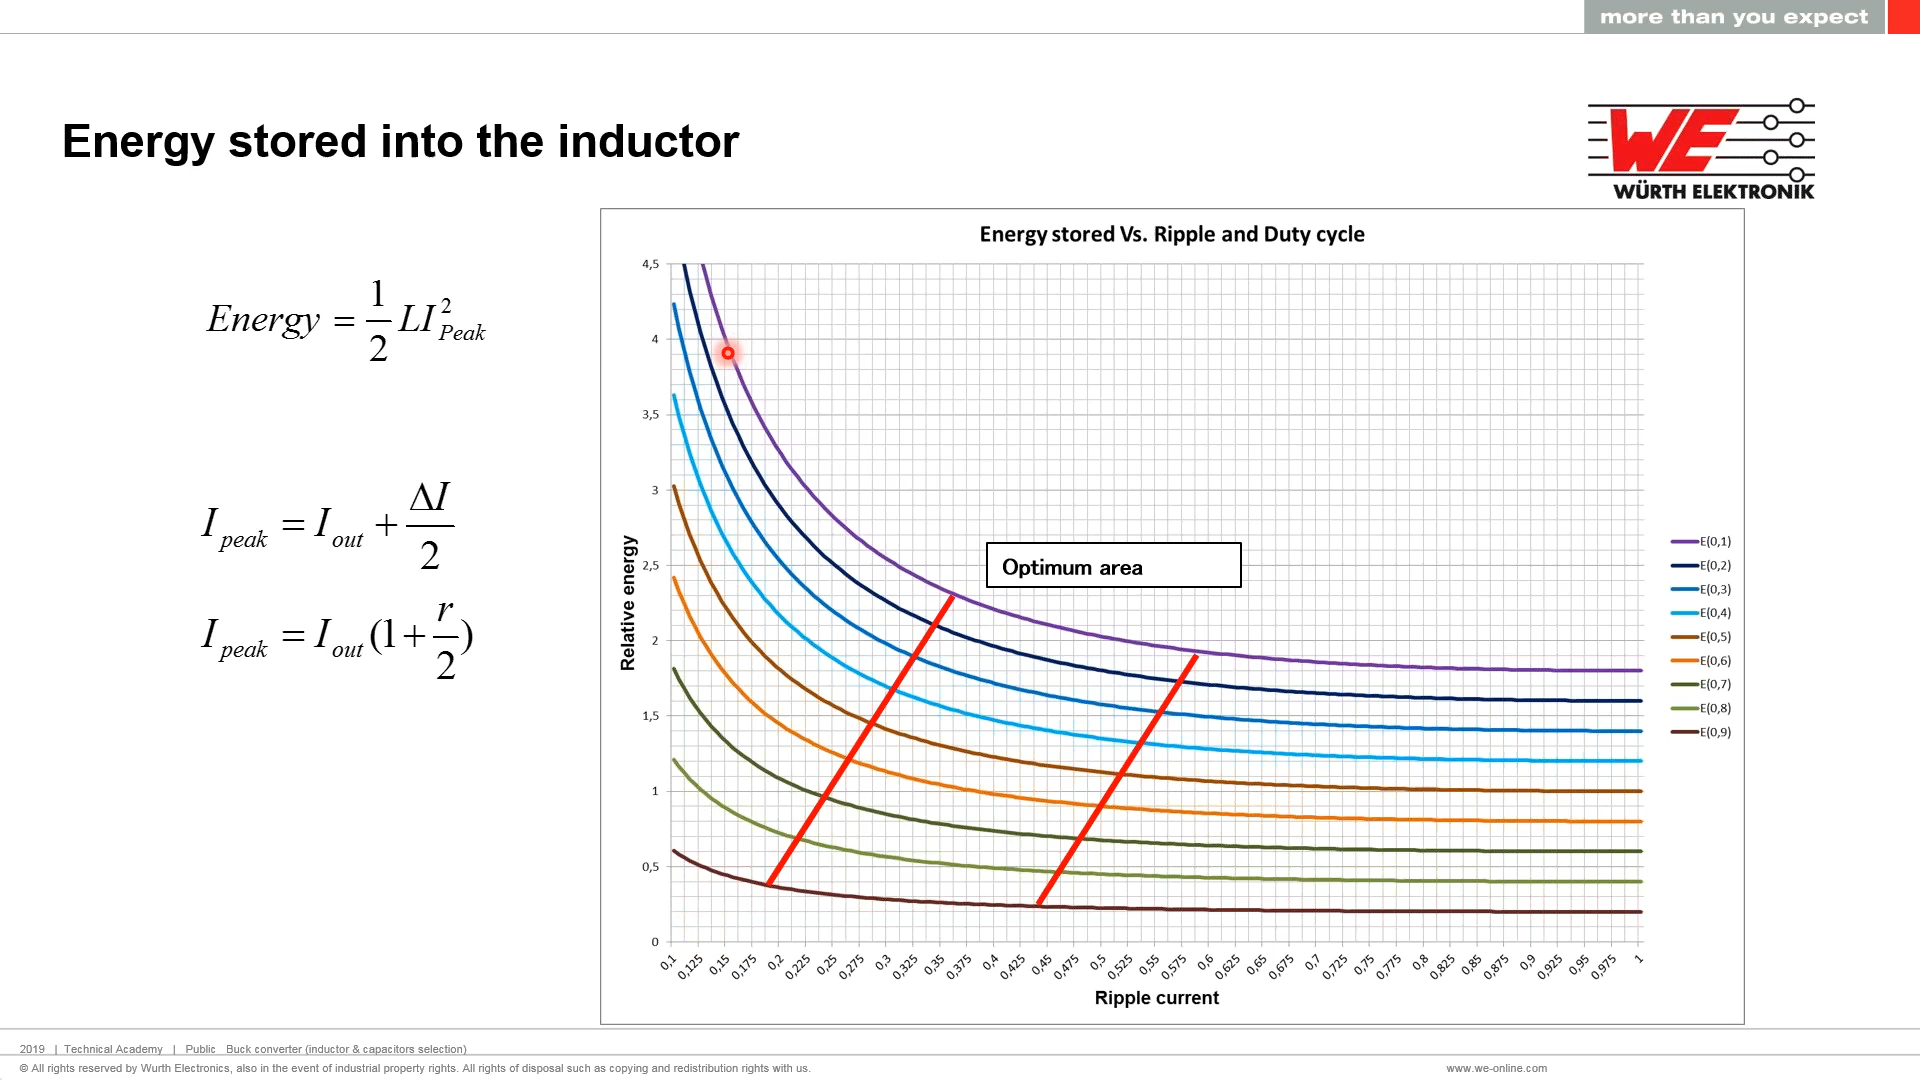 more than you expect
Energy stored into the inductor
WE
WÜRTH ELEKTRONIK
Energy = 1/2 LI²Peak
Ipeak = Iout + ΔI/2
Ipeak = Iout (1 + r/2)
Energy stored Vs. Ripple and Duty cycle
4,5
4
3,5
3
2,5
2
1,5
1
0,5
0
Relative energy
Optimum area
E(0,1)
E(0,2)
E(0,3)
E(0,4)
E(0,5)
E(0,6)
E(0,7)
E(0,8)
E(0,9)
0,1 0,125 0,15 0,175 0,2 0,225 0,25 0,275 0,3 0,325 0,35 0,375 0,4 0,425 0,45 0,475 0,5 0,525 0,55 0,575 0,6 0,625 0,65 0,675 0,7 0,725 0,75 0,775 0,8 0,825 0,85 0,875 0,9 0,925 0,95 0,975 1
Ripple current
2019 | Technical Academy | Public Buck converter (inductor & capacitors selection)
© All rights reserved by Wurth Electronics, also in the event of industrial property rights. All rights of disposal such as copying and redistribution rights with us.
www.we-online.com